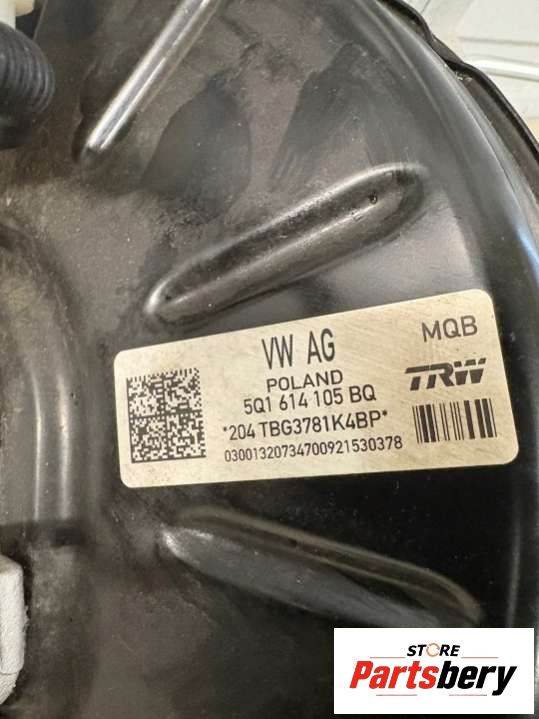 VW AG
MQB
POLAND
TRW
5Q1 614 105 BQ
*204 TBG3781K4BP*
03001320734700921530378
STORE
Partsbery